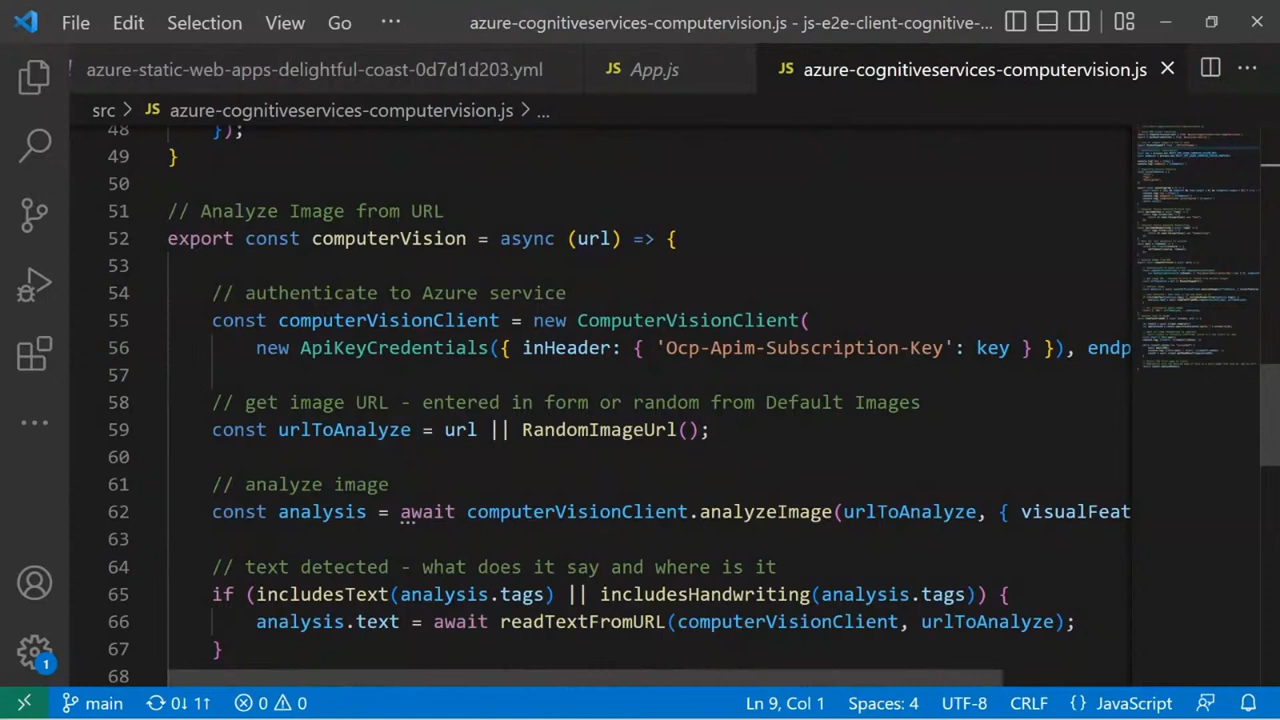 File Edit Selection View Go ··· azure-cognitiveservices-computervision.js - js-e2e-client-cognitive-...
azure-static-web-apps-delightful-coast-0d7d1d203.yml JS App.js JS azure-cognitiveservices-computervision.js
src > JS azure-cognitiveservices-computervision.js > ...
48 });
49 }
50
51 // Analyze Image from URL
52 export const computerVision = async (url) => {
53
54 // authenticate to Azure service
55 const computerVisionClient = new ComputerVisionClient(
56 new ApiKeyCredentials({ inHeader: { 'Ocp-Apim-Subscription-Key': key } }), endp
57
58 // get image URL - entered in form or random from Default Images
59 const urlToAnalyze = url || RandomImageUrl();
60
61 // analyze image
62 const analysis = await computerVisionClient.analyzeImage(urlToAnalyze, { visualFeat
63
64 // text detected - what does it say and where is it
65 if (includesText(analysis.tags) || includesHandwriting(analysis.tags)) {
66 analysis.text = await readTextFromURL(computerVisionClient, urlToAnalyze);
67 }
68
1
main 0↓ 1↑ 0 0 Ln 9, Col 1 Spaces: 4 UTF-8 CRLF {} JavaScript